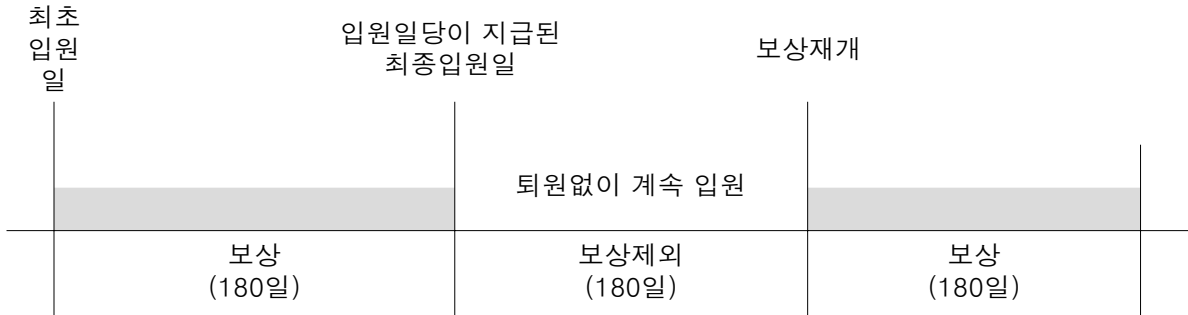 최초
입원
일
입원일당이 지급된
최종입원일
보상재개
퇴원없이 계속 입원
보상
(180일)
보상제외
(180일)
보상
(180일)